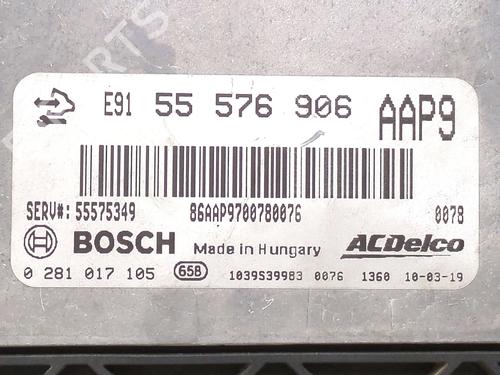 E91 55 576 906 AAP9
SERV#: 55575349 86AAP9700780076 0078
BOSCH Made in Hungary ACDelco
0 281 017 105 658 1039S39983 0076 1360 10-03-19